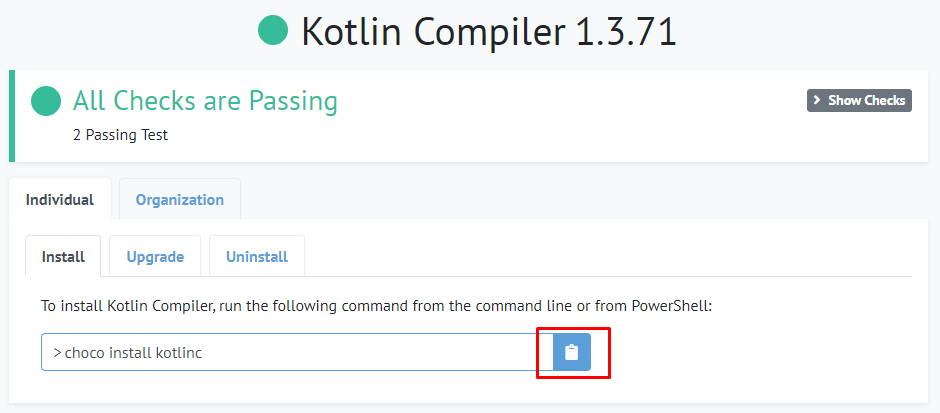 Kotlin Compiler 1.3.71
All Checks are Passing
Show Checks
2 Passing Test
Individual
Organization
Install
Upgrade
Uninstall
To install Kotlin Compiler, run the following command from the command line or from PowerShell:
> choco install kotlinc